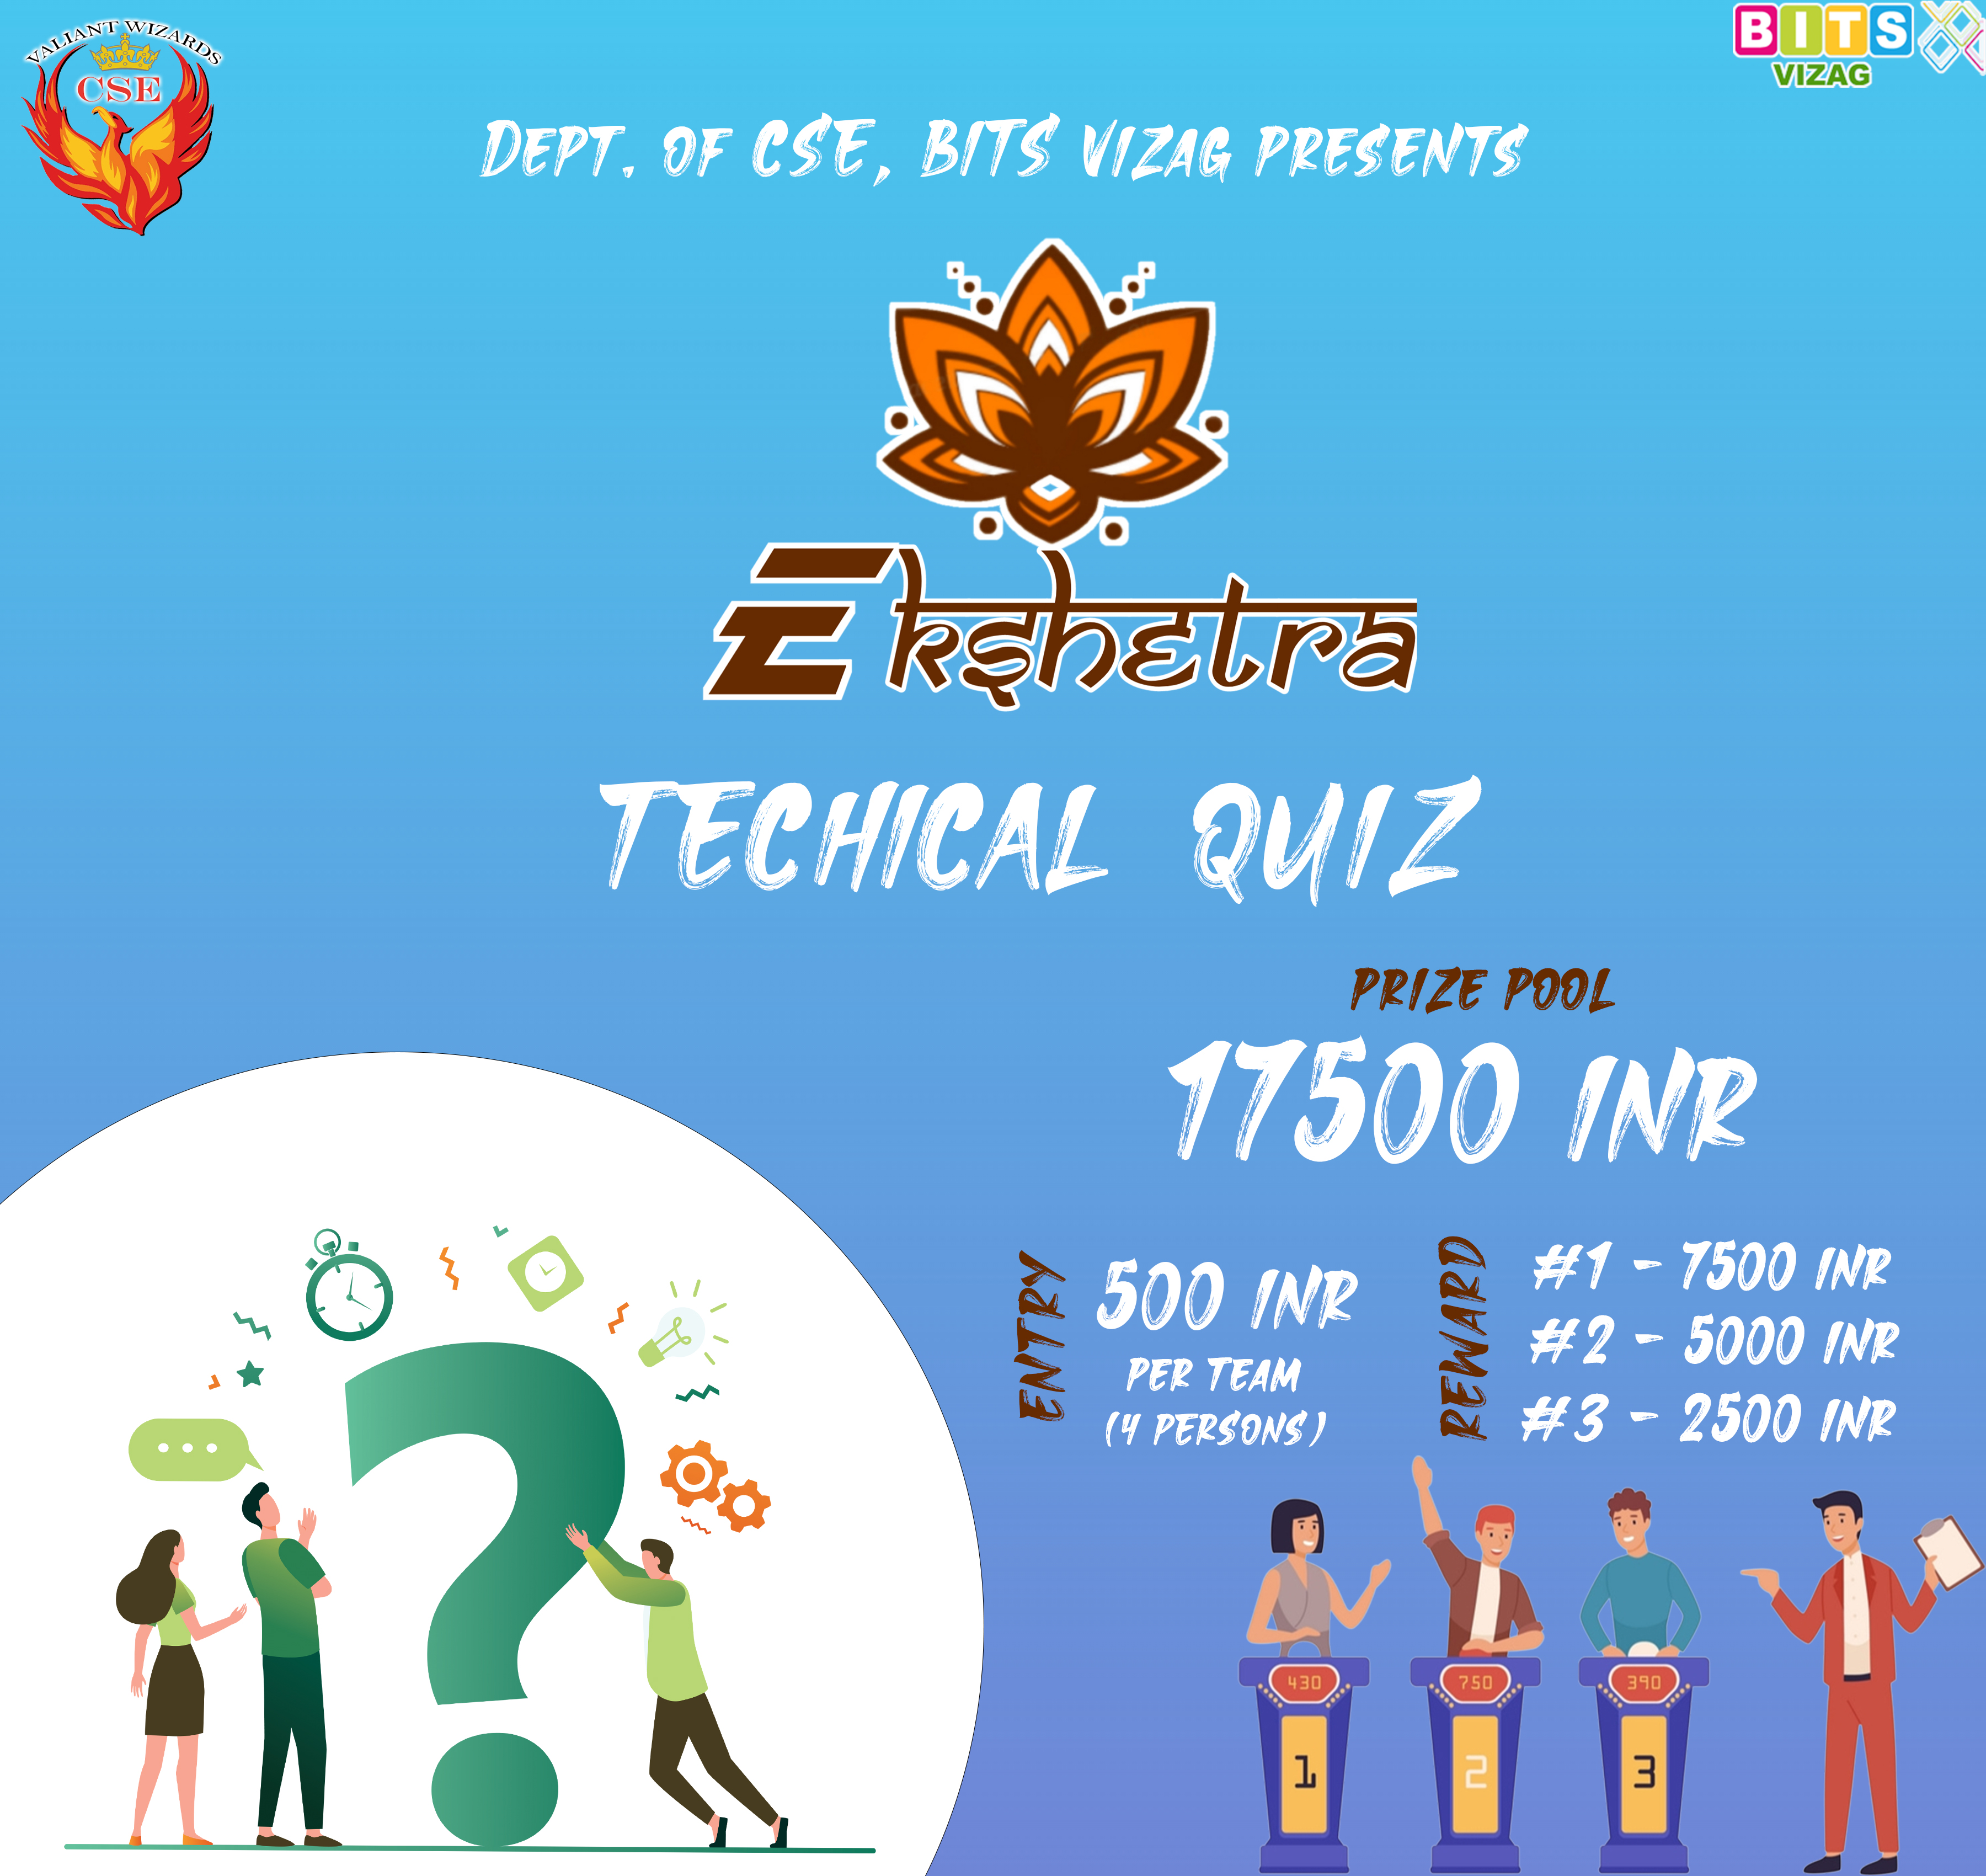 VALIANT WIZARDS
CSE
BITS
VIZAG
DEPT. OF CSE, BITS VIZAG PRESENTS
Ekshetra
TECHICAL QUIZ
PRIZE POOL
17500 INR
ENTRY
500 INR
PER TEAM
(4 PERSONS)
REWARD
#1 - 7500 INR
#2 - 5000 INR
#3 - 2500 INR
430 750 390
1 2 3